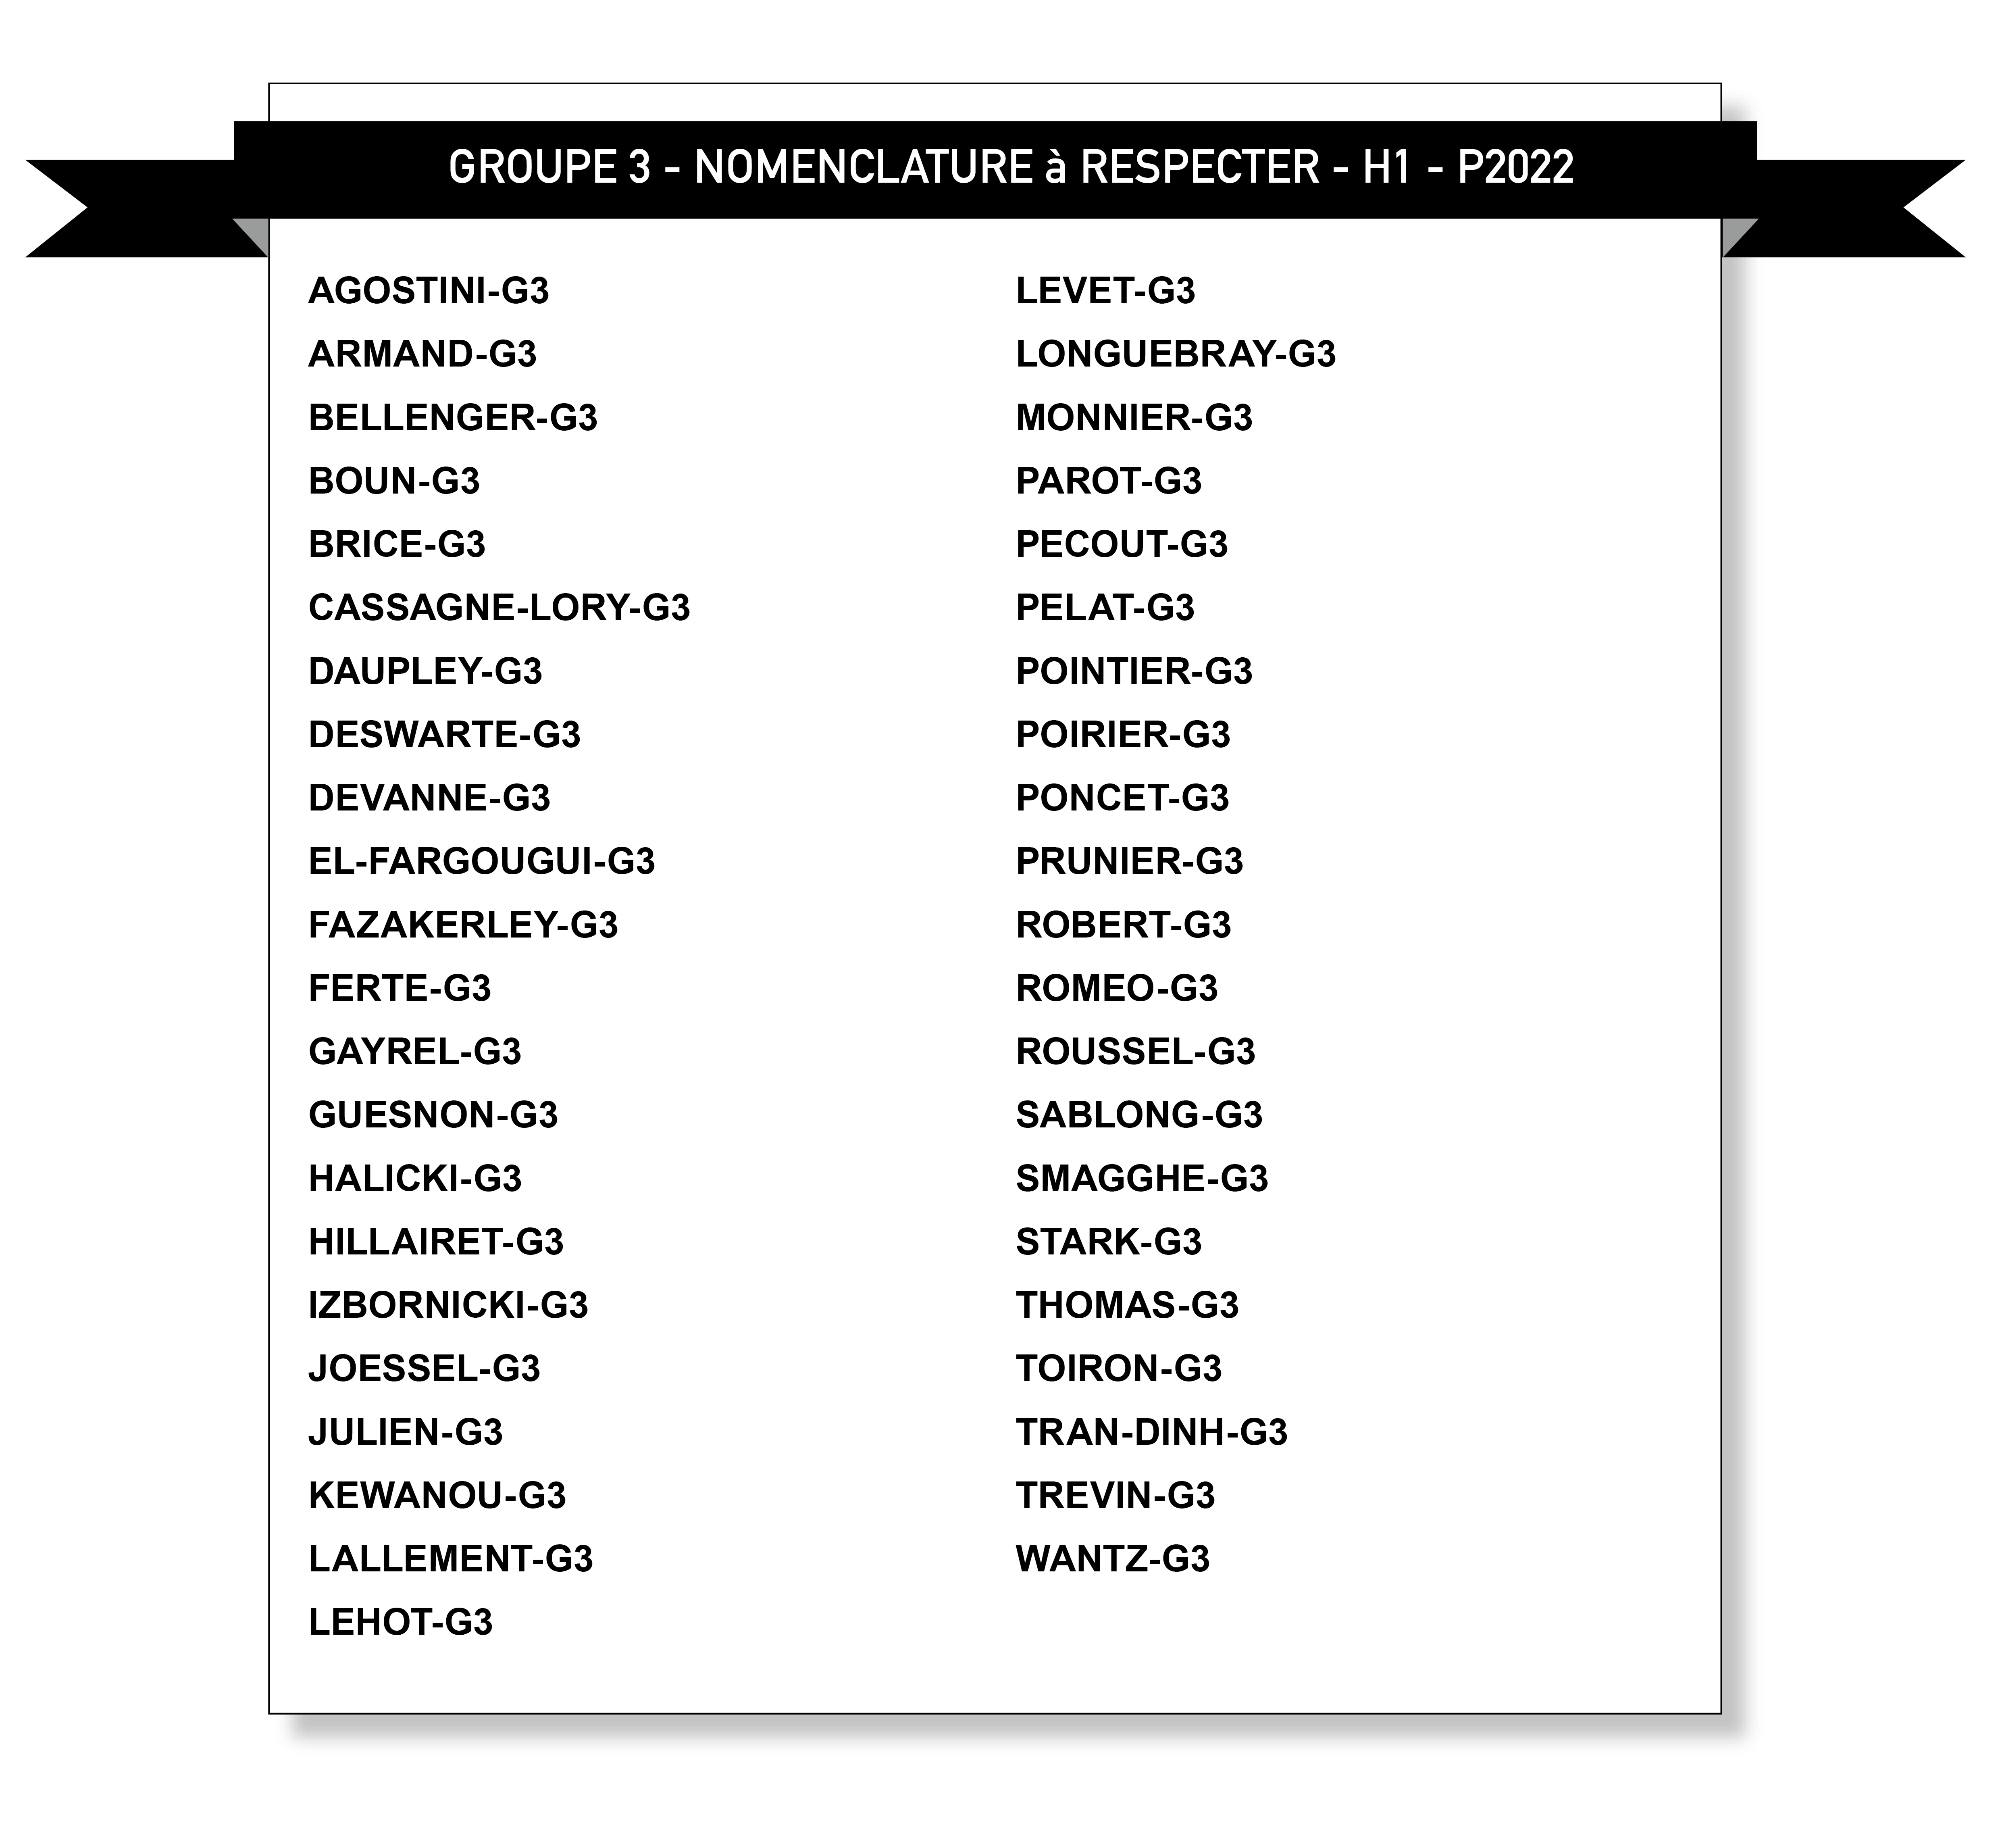 GROUPE 3 - NOMENCLATURE à RESPECTER - H1 - P2022
AGOSTINI-G3
ARMAND-G3
BELLENGER-G3
BOUN-G3
BRICE-G3
CASSAGNE-LORY-G3
DAUPLEY-G3
DESWARTE-G3
DEVANNE-G3
EL-FARGOUGUI-G3
FAZAKERLEY-G3
FERTE-G3
GAYREL-G3
GUESNON-G3
HALICKI-G3
HILLAIRET-G3
IZBORNICKI-G3
JOESSEL-G3
JULIEN-G3
KEWANOU-G3
LALLEMENT-G3
LEHOT-G3
LEVET-G3
LONGUEBRAY-G3
MONNIER-G3
PAROT-G3
PECOUT-G3
PELAT-G3
POINTIER-G3
POIRIER-G3
PONCET-G3
PRUNIER-G3
ROBERT-G3
ROMEO-G3
ROUSSEL-G3
SABLONG-G3
SMAGGHE-G3
STARK-G3
THOMAS-G3
TOIRON-G3
TRAN-DINH-G3
TREVIN-G3
WANTZ-G3